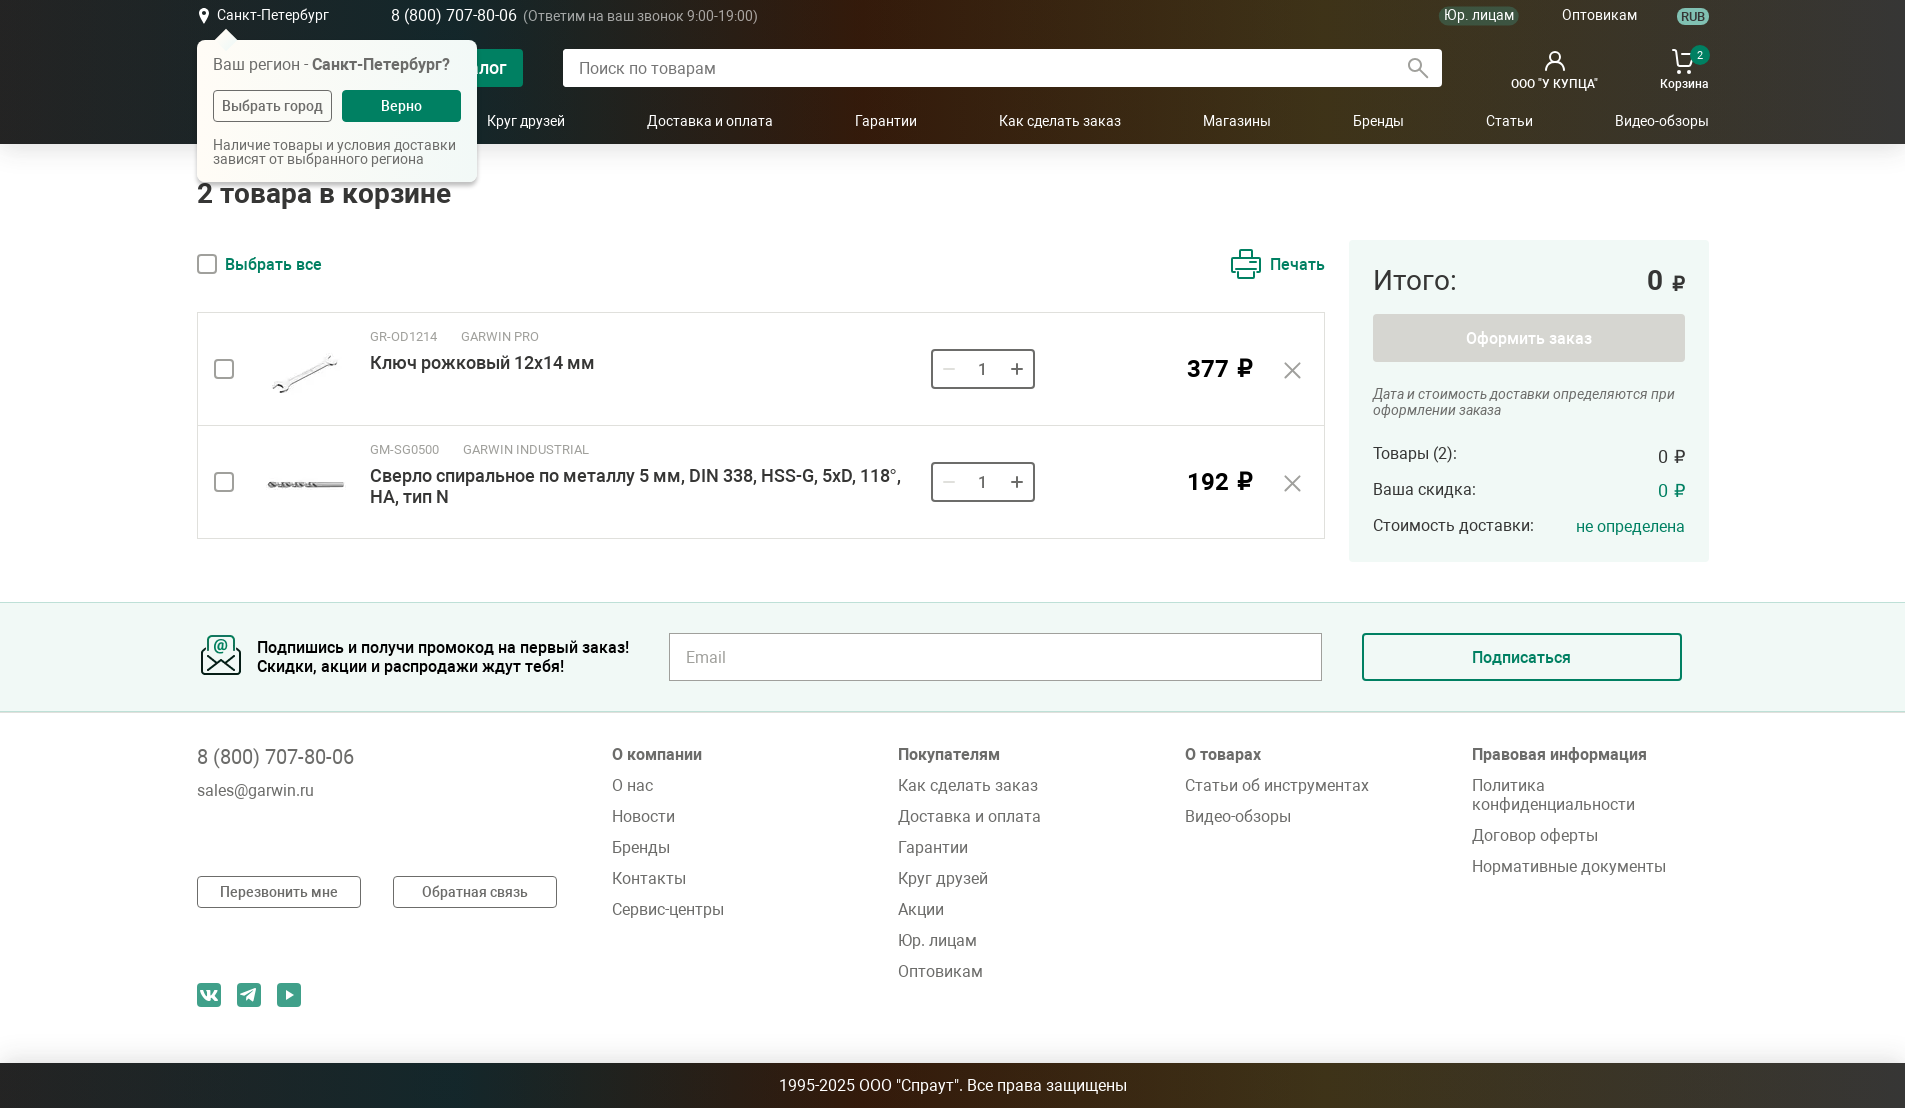 Санкт-Петербург
8 (800) 707-80-06 (Ответим на ваш звонок 9:00-19:00)
Юр. лицам
Оптовикам
RUB
Ваш регион - Санкт-Петербург?
Выбрать город
Верно
Наличие товары и условия доставки
зависят от выбранного региона
лог
Поиск по товарам
ООО "У КУПЦА"
2
Корзина
Круг друзей
Доставка и оплата
Гарантии
Как сделать заказ
Магазины
Бренды
Статьи
Видео-обзоры
2 товара в корзине
Выбрать все
Печать
GR-OD1214 GARWIN PRO
Ключ рожковый 12х14 мм
1
377 ₽
GM-SG0500 GARWIN INDUSTRIAL
Сверло спиральное по металлу 5 мм, DIN 338, HSS-G, 5xD, 118°,
HA, тип N
1
192 ₽
Итого: 0 ₽
Оформить заказ
Дата и стоимость доставки определяются при
оформлении заказа
Товары (2): 0 ₽
Ваша скидка: 0 ₽
Стоимость доставки: не определена
Подпишись и получи промокод на первый заказ!
Скидки, акции и распродажи ждут тебя!
Email
Подписаться
8 (800) 707-80-06
sales@garwin.ru
Перезвонить мне
Обратная связь
О компании
О нас
Новости
Бренды
Контакты
Сервис-центры
Покупателям
Как сделать заказ
Доставка и оплата
Гарантии
Круг друзей
Акции
Юр. лицам
Оптовикам
О товарах
Статьи об инструментах
Видео-обзоры
Правовая информация
Политика
конфиденциальности
Договор оферты
Нормативные документы
1995-2025 ООО "Спраут". Все права защищены